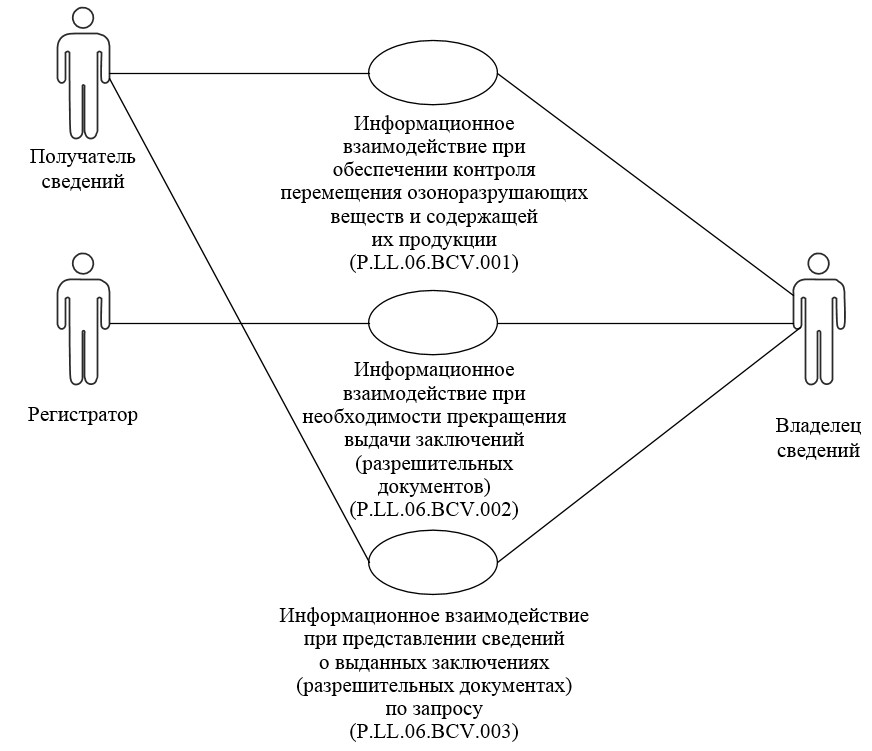 Получатель
сведений
Информационное
взаимодействие при
обеспечении контроля
перемещения озоноразрушающих
веществ и содержащей
их продукции
(P.LL.06.BCV.001)
Регистратор
Информационное
взаимодействие при
необходимости прекращения
выдачи заключений
(разрешительных
документов)
(P.LL.06.BCV.002)
Владелец
сведений
Информационное взаимодействие
при представлении сведений
о выданных заключениях
(разрешительных документах)
по запросу
(P.LL.06.BCV.003)